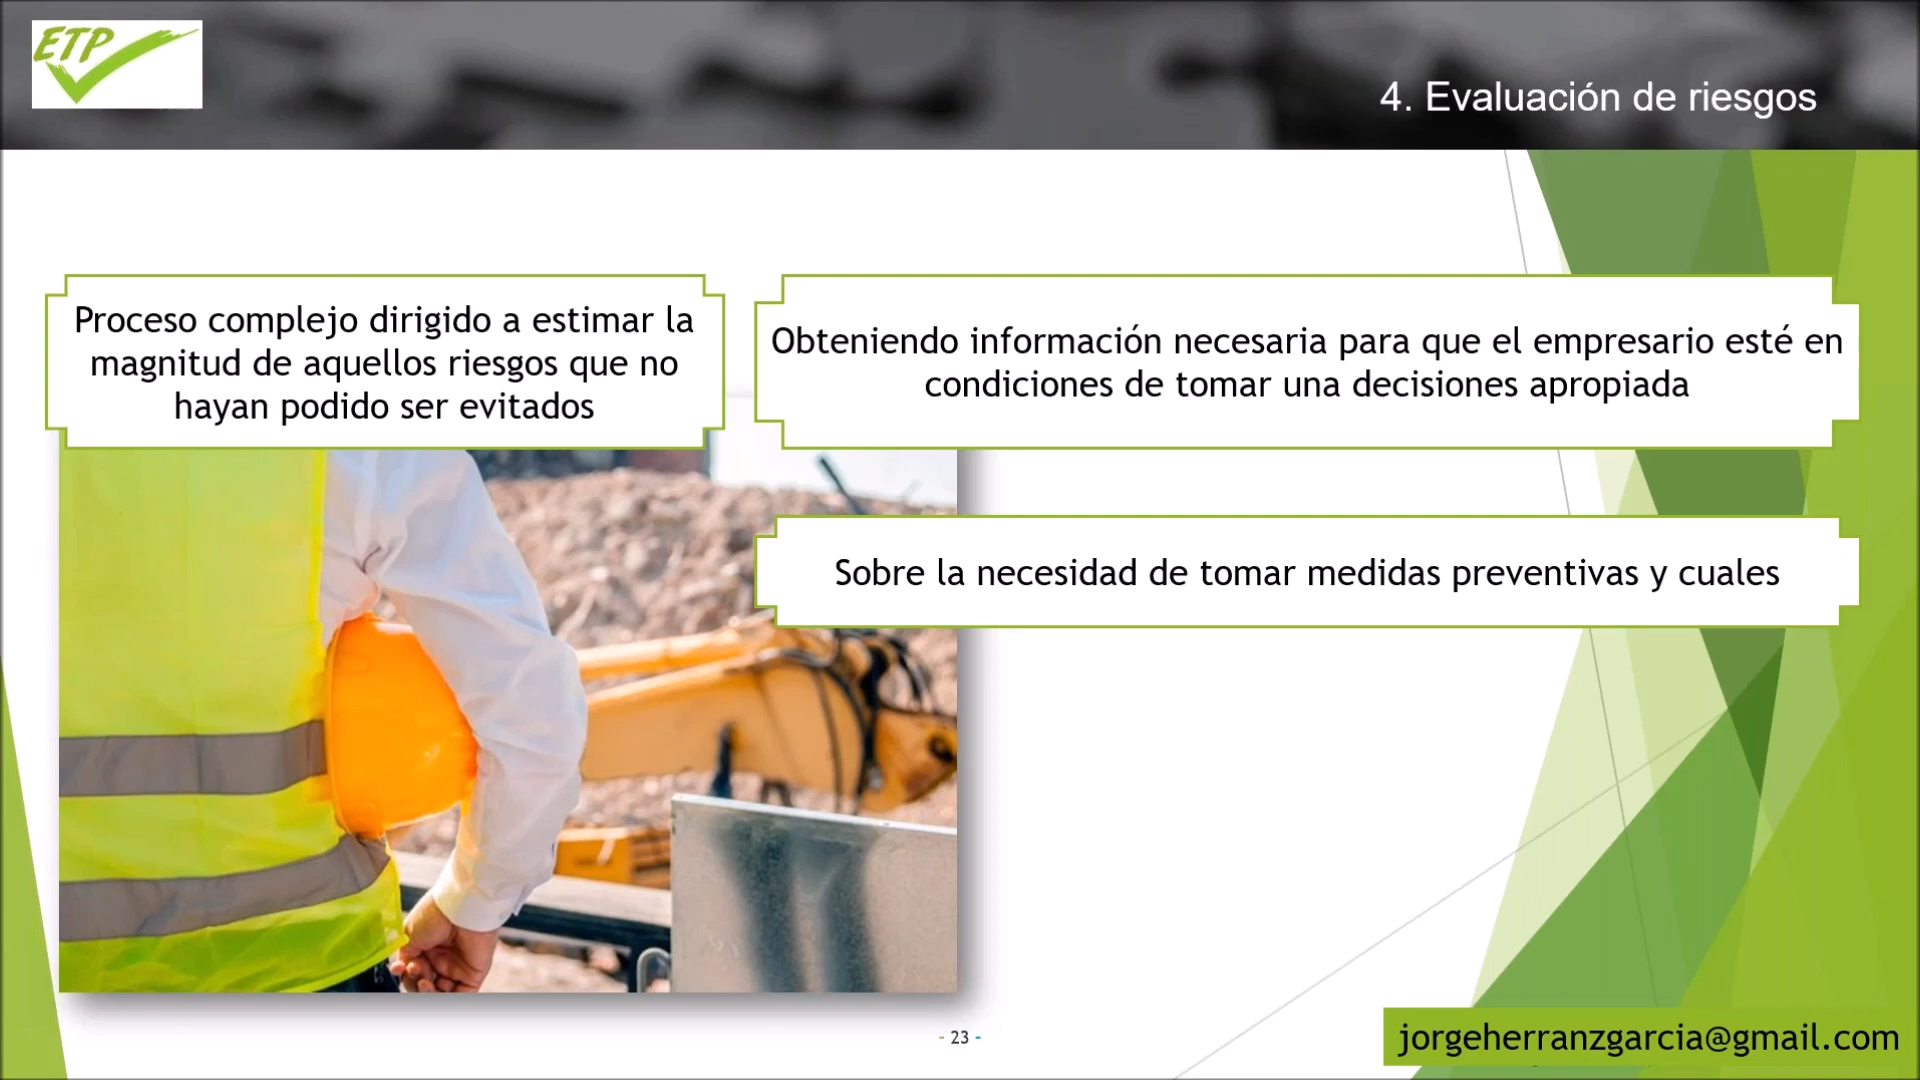 ETP
4. Evaluación de riesgos
Proceso complejo dirigido a estimar la
magnitud de aquellos riesgos que no
hayan podido ser evitados
Obteniendo información necesaria para que el empresario esté en
condiciones de tomar una decisiones apropiada
Sobre la necesidad de tomar medidas preventivas y cuales
- 23 -
jorgeherranzgarcia@gmail.com